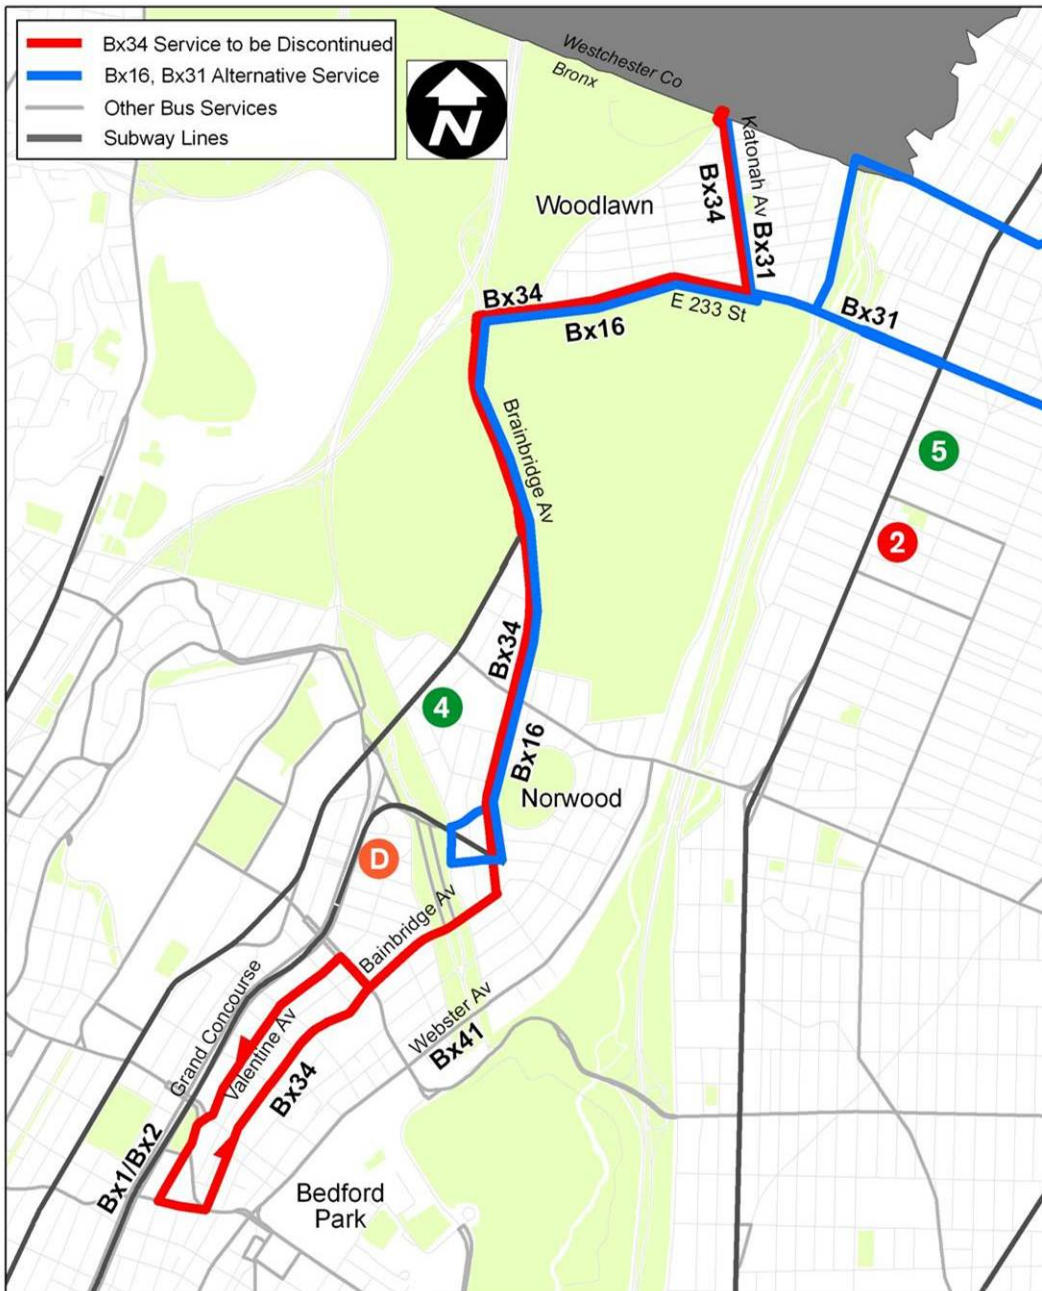 Bx34 Service to be Discontinued
Bx16, Bx31 Alternative Service
Other Bus Services
Subway Lines
N
Westchester Co
Bronx
Katonah Av
Bx34
Woodlawn
Bx31
Bx34
Bx16
E 233 St
Bx31
Brainbridge Av
5
2
Bx34
4
Bx16
Norwood
D
Bainbridge Av
Grand Concourse
Valentine Av
Webster Av
Bx41
Bx34
Bx1/Bx2
Bedford
Park